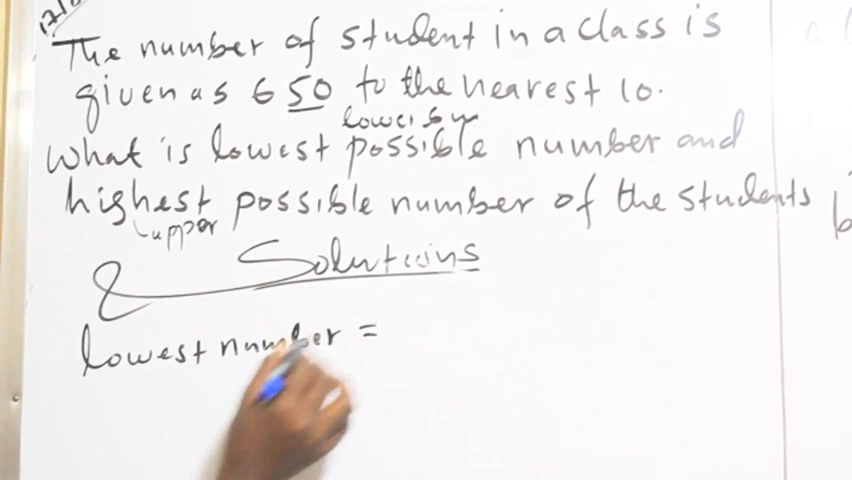 The number of student in a class is
given as 650 to the nearest 10.
lower
What is lowest possible number and
highest possible number of the students
upper
Solutions
lowest number =